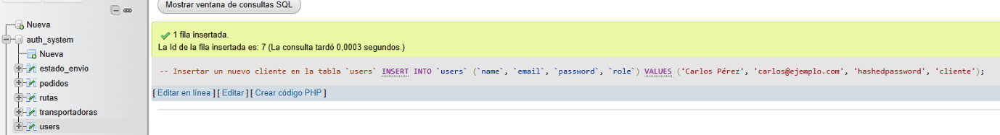 Mostrar ventana de consultas SQL
Nueva
auth_system
Nueva
estado_envio
pedidos
rutas
transportadoras
users
1 fila insertada.
La Id de la fila insertada es: 7 (La consulta tardó 0,0003 segundos.)
-- Insertar un nuevo cliente en la tabla `users` INSERT INTO `users` (`name`, `email`, `password`, `role`) VALUES ('Carlos Pérez', 'carlos@ejemplo.com', 'hashedpassword', 'cliente');
[ Editar en línea ] [ Editar ] [ Crear código PHP ]